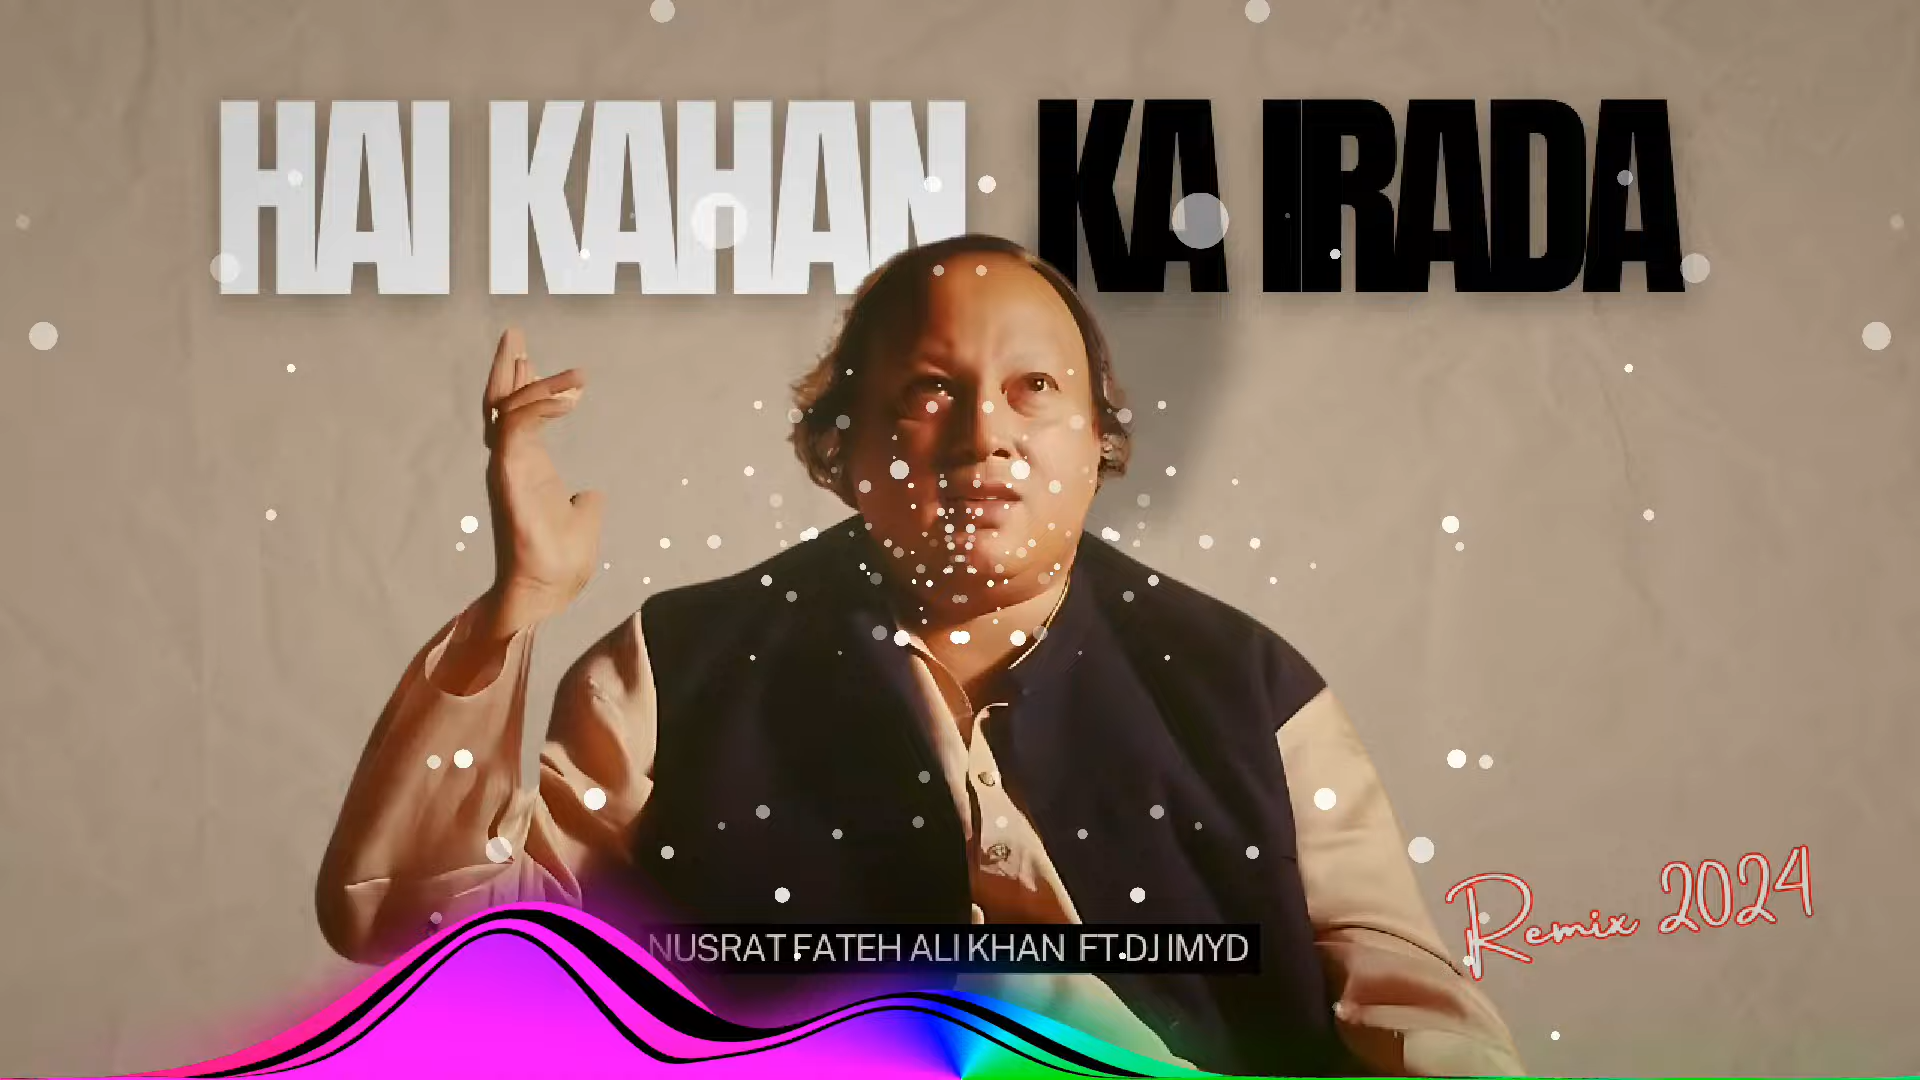 HAI KAHAN KA IRADA
Remix 2024
NUSRAT FATEH ALI KHAN FT.DJ IMYD